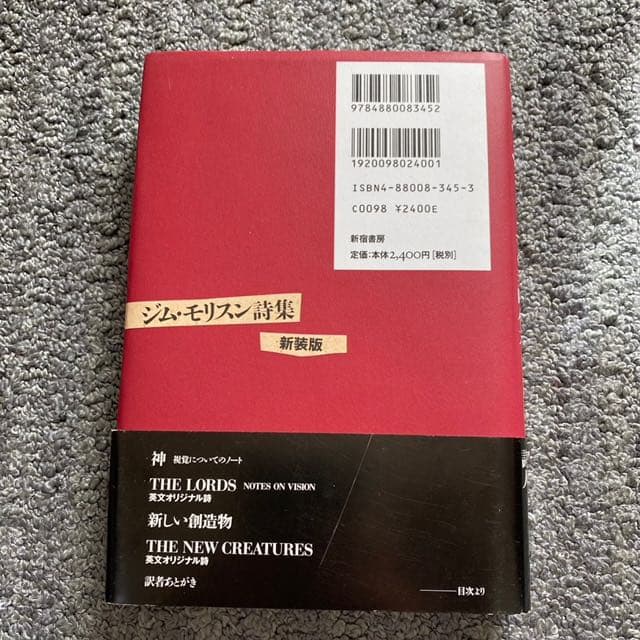 9784880083452
1920098024001
ISBN4-88008-345-3
C0098 ¥2400E
新宿書房
定価:本体2,400円[税別]
ジム・モリスン詩集
新装版
神 視覚についてのノート
THE LORDS NOTES ON VISION
英文オリジナル詩
新しい創造物
THE NEW CREATURES
英文オリジナル詩
訳者あとがき
——目次より